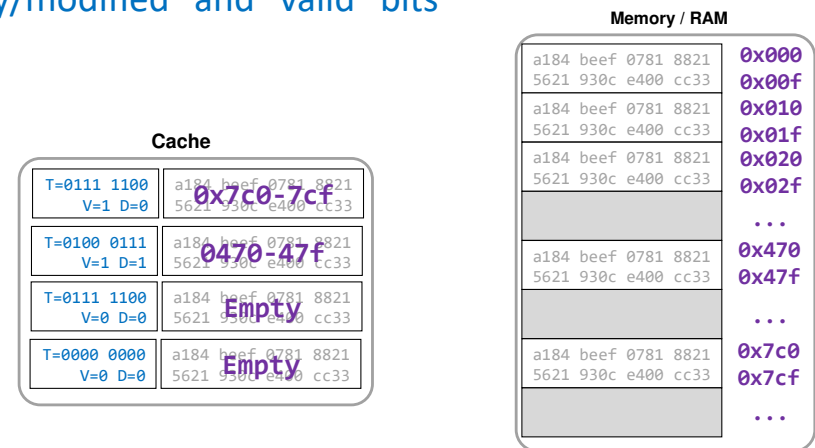 y/modified and valid bits
Memory / RAM
a184 beef 0781 8821
5621 930c e400 cc33
0x000
0x00f
a184 beef 0781 8821
5621 930c e400 cc33
0x010
0x01f
a184 beef 0781 8821
5621 930c e400 cc33
0x020
0x02f
...
a184 beef 0781 8821
5621 930c e400 cc33
0x470
0x47f
...
a184 beef 0781 8821
5621 930c e400 cc33
0x7c0
0x7cf
...
Cache
T=0111 1100
V=1 D=0
a184 beef 0781 8821
5621 930c e400 cc33
0x7c0-7cf
T=0100 0111
V=1 D=1
a184 beef 0781 8821
5621 930c e400 cc33
0470-47f
T=0111 1100
V=0 D=0
a184 beef 0781 8821
5621 930c e400 cc33
Empty
T=0000 0000
V=0 D=0
a184 beef 0781 8821
5621 930c e400 cc33
Empty